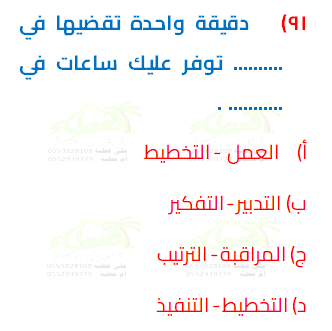 ٩١) دقيقة واحدة تقضيها في
.......... توفر عليك ساعات في
........... .
أ) العمل - التخطيط
ب) التدبير - التفكير
ج) المراقبة - الترتيب
د) التخطيط - التنفيذ